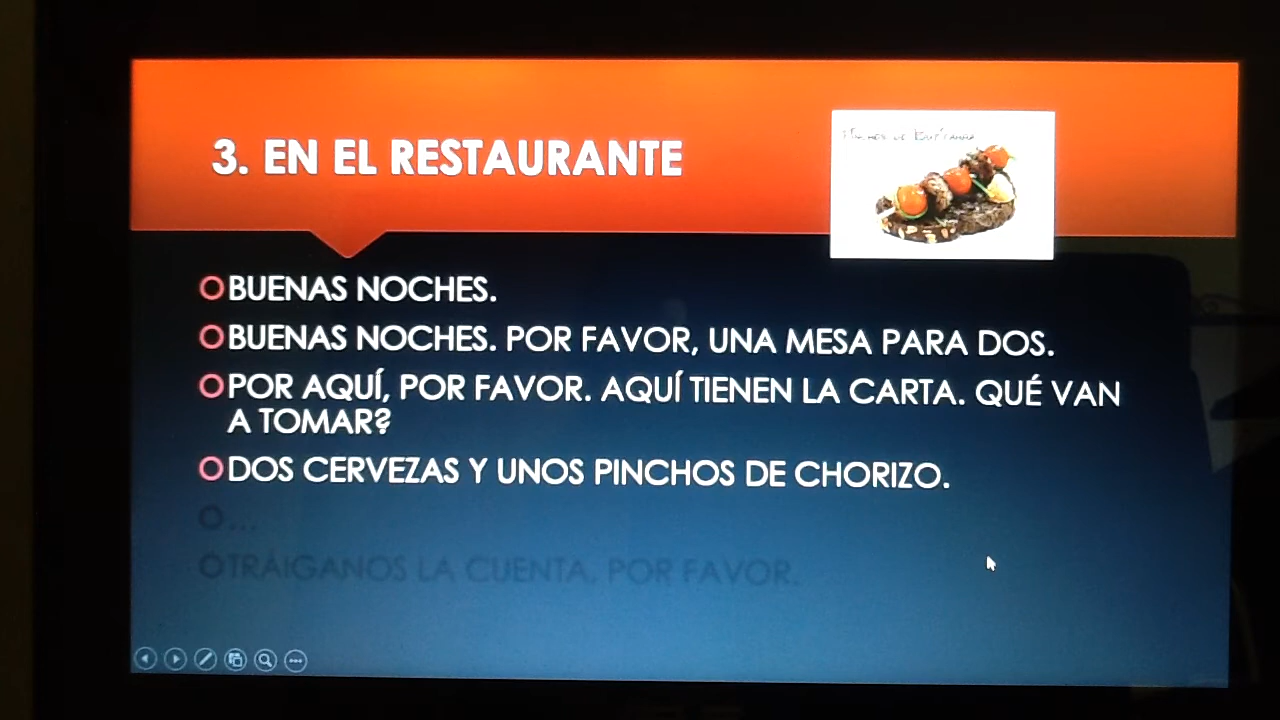 3. EN EL RESTAURANTE
BUENAS NOCHES.
BUENAS NOCHES. POR FAVOR, UNA MESA PARA DOS.
POR AQUÍ, POR FAVOR. AQUÍ TIENEN LA CARTA. QUÉ VAN
A TOMAR?
DOS CERVEZAS Y UNOS PINCHOS DE CHORIZO.
...
TRÁIGANOS LA CUENTA, POR FAVOR.